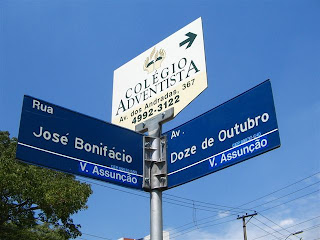 COLÉGIO
ADVENTISTA
Av. dos Andradas, 367
4992-3122
Rua
José Bonifácio
V. Assunção
Av.
Doze de Outubro
V. Assunção